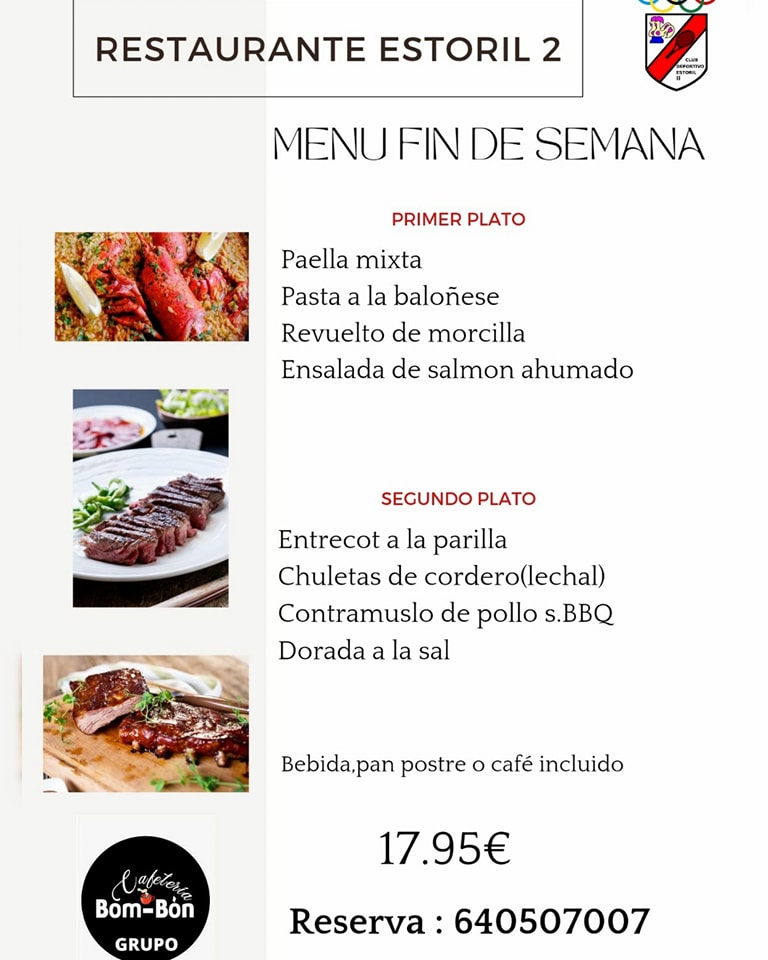 RESTAURANTE ESTORIL 2
CLUB
DEPORTIVO
ESTORIL
II
MENU FIN DE SEMANA
PRIMER PLATO
Paella mixta
Pasta a la baloñese
Revuelto de morcilla
Ensalada de salmon ahumado
SEGUNDO PLATO
Entrecot a la parilla
Chuletas de cordero(lechal)
Contramuslo de pollo s.BBQ
Dorada a la sal
Bebida,pan postre o café incluido
17.95€
Reserva : 640507007
Cafetería
Bom-Bòn
GRUPO